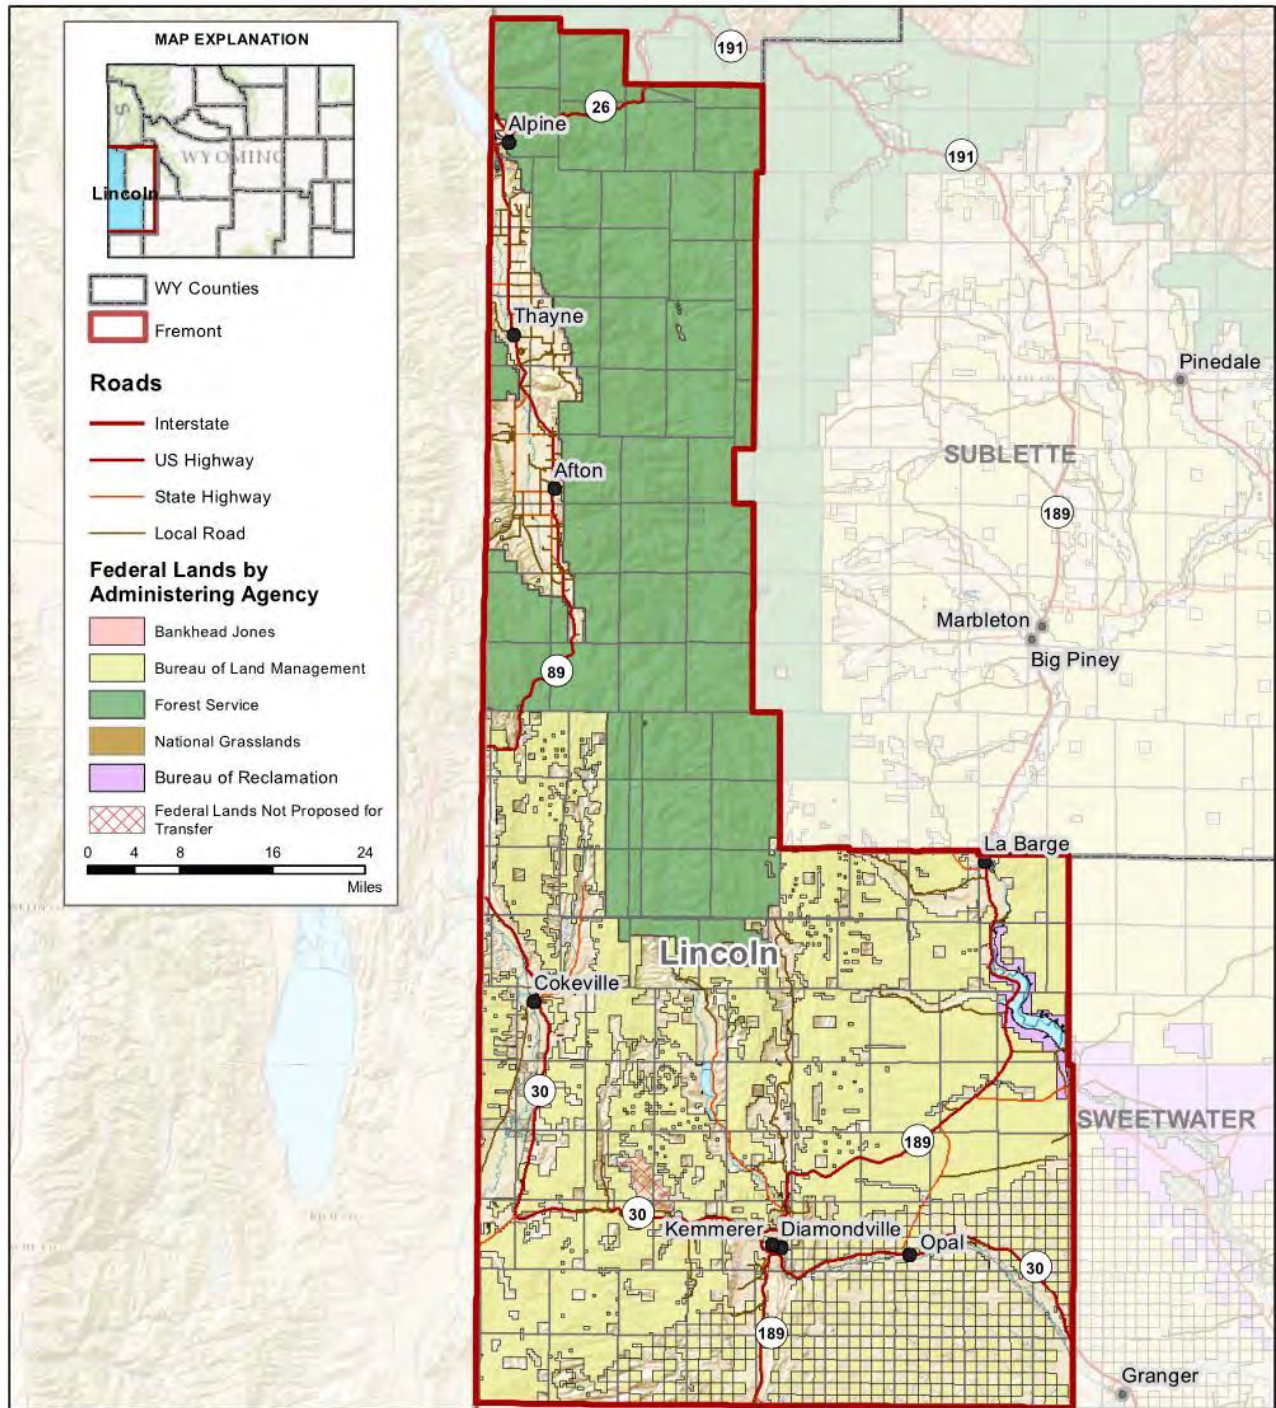 MAP EXPLANATION
WYOMING
Lincoln
WY Counties
Fremont
Roads
Interstate
US Highway
State Highway
Local Road
Federal Lands by
Administering Agency
Bankhead Jones
Bureau of Land Management
Forest Service
National Grasslands
Bureau of Reclamation
Federal Lands Not Proposed for
Transfer
0 4 8 16 24
Miles
191
26
Alpine
191
Thayne
Pinedale
SUBLETTE
Afton
189
Marbleton
Big Piney
89
La Barge
Lincoln
Cokeville
30
SWEETWATER
189
30
Kemmerer
Diamondville
Opal
30
189
Granger